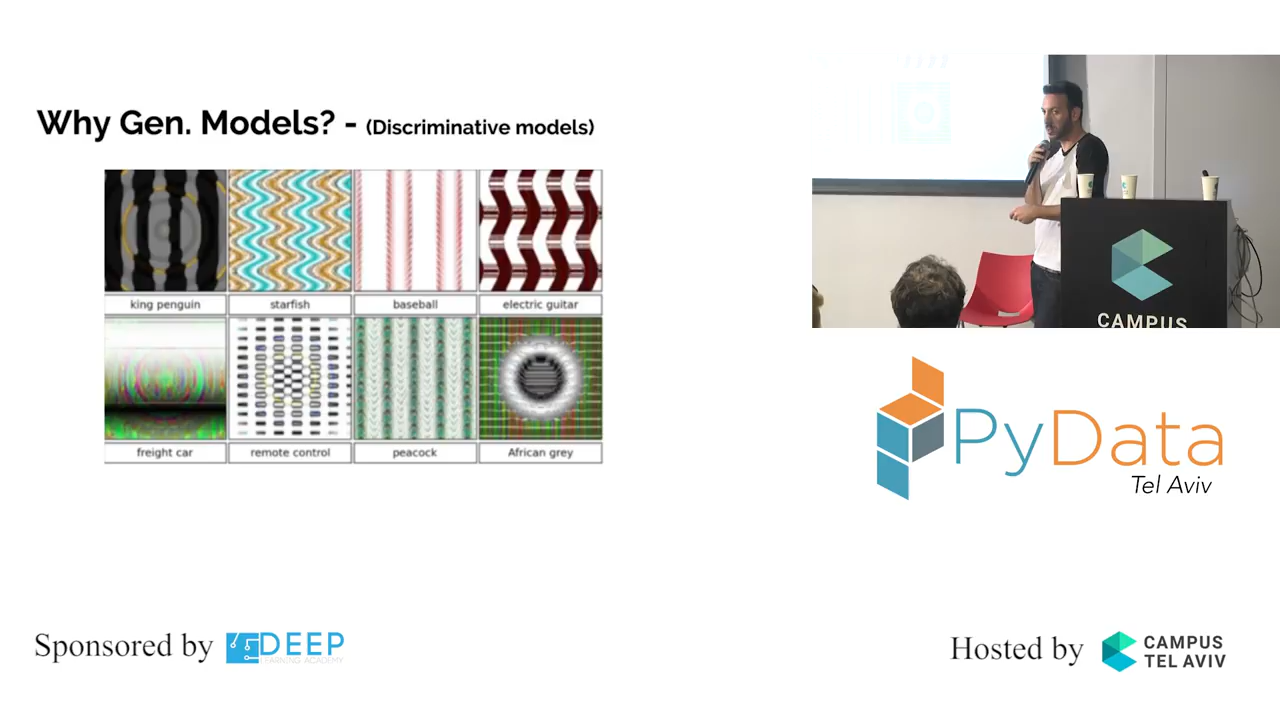 Why Gen. Models? - (Discriminative models)
king penguin
starfish
baseball
electric guitar
freight car
remote control
peacock
African grey
CAMPUS
PyData
Tel Aviv
Sponsored by
DEEP
LEARNING ACADEMY
Hosted by
CAMPUS
TEL AVIV